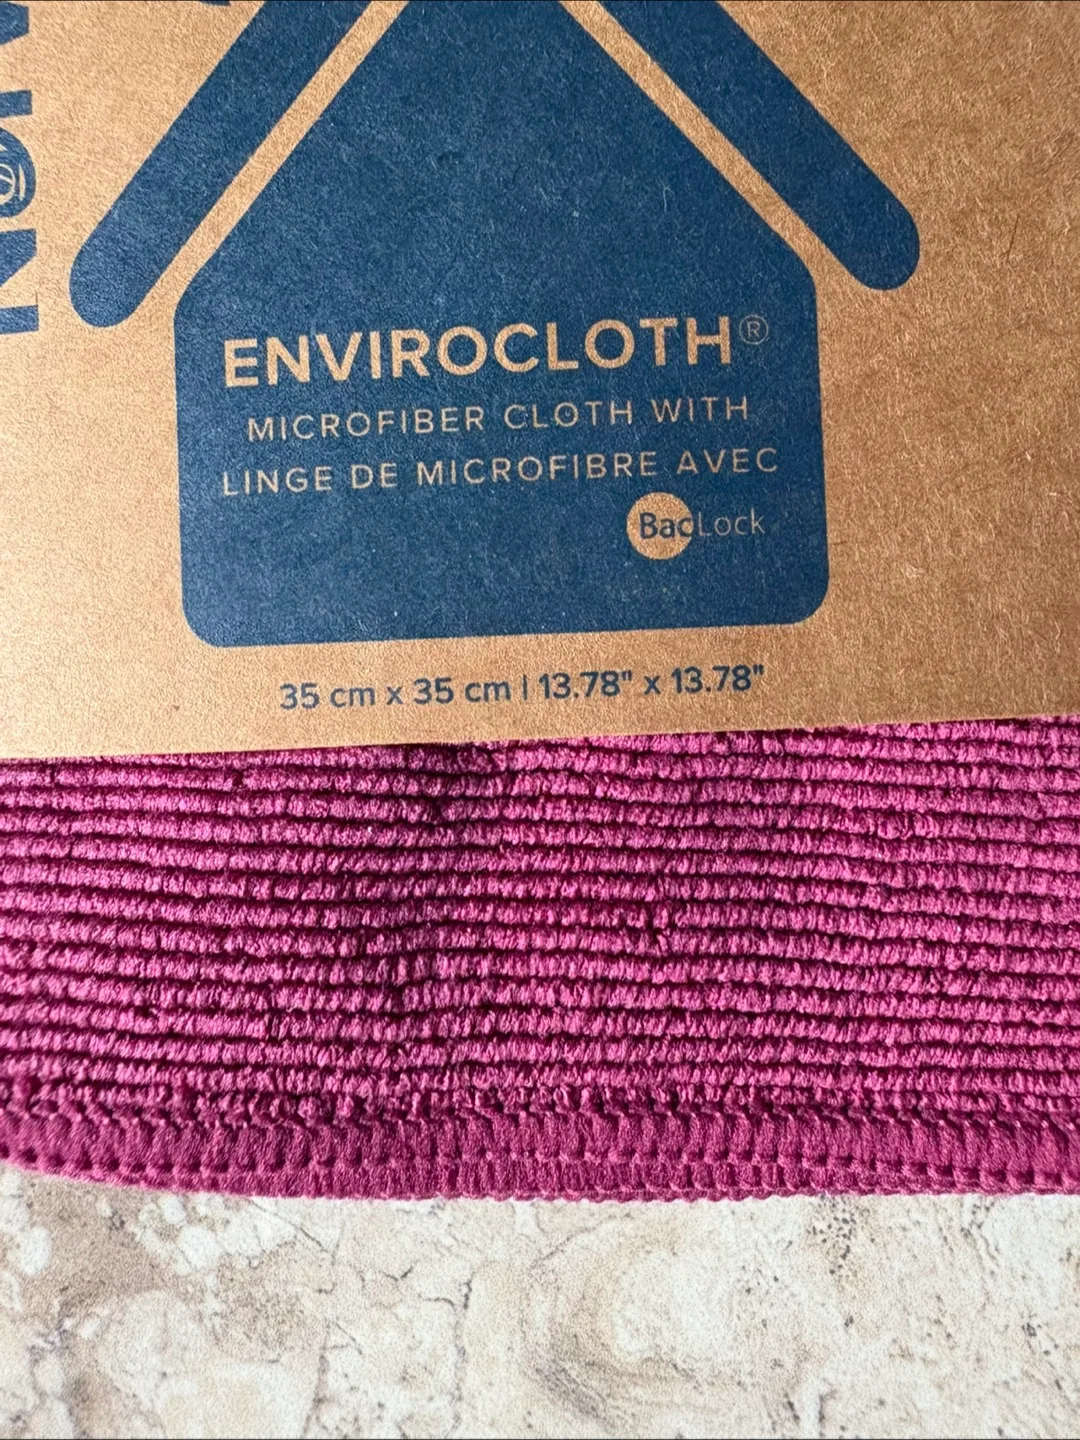 ENVIROCLOTH®
MICROFIBER CLOTH WITH
LINGE DE MICROFIBRE AVEC
BacLock
35 cm x 35 cm | 13.78" x 13.78"